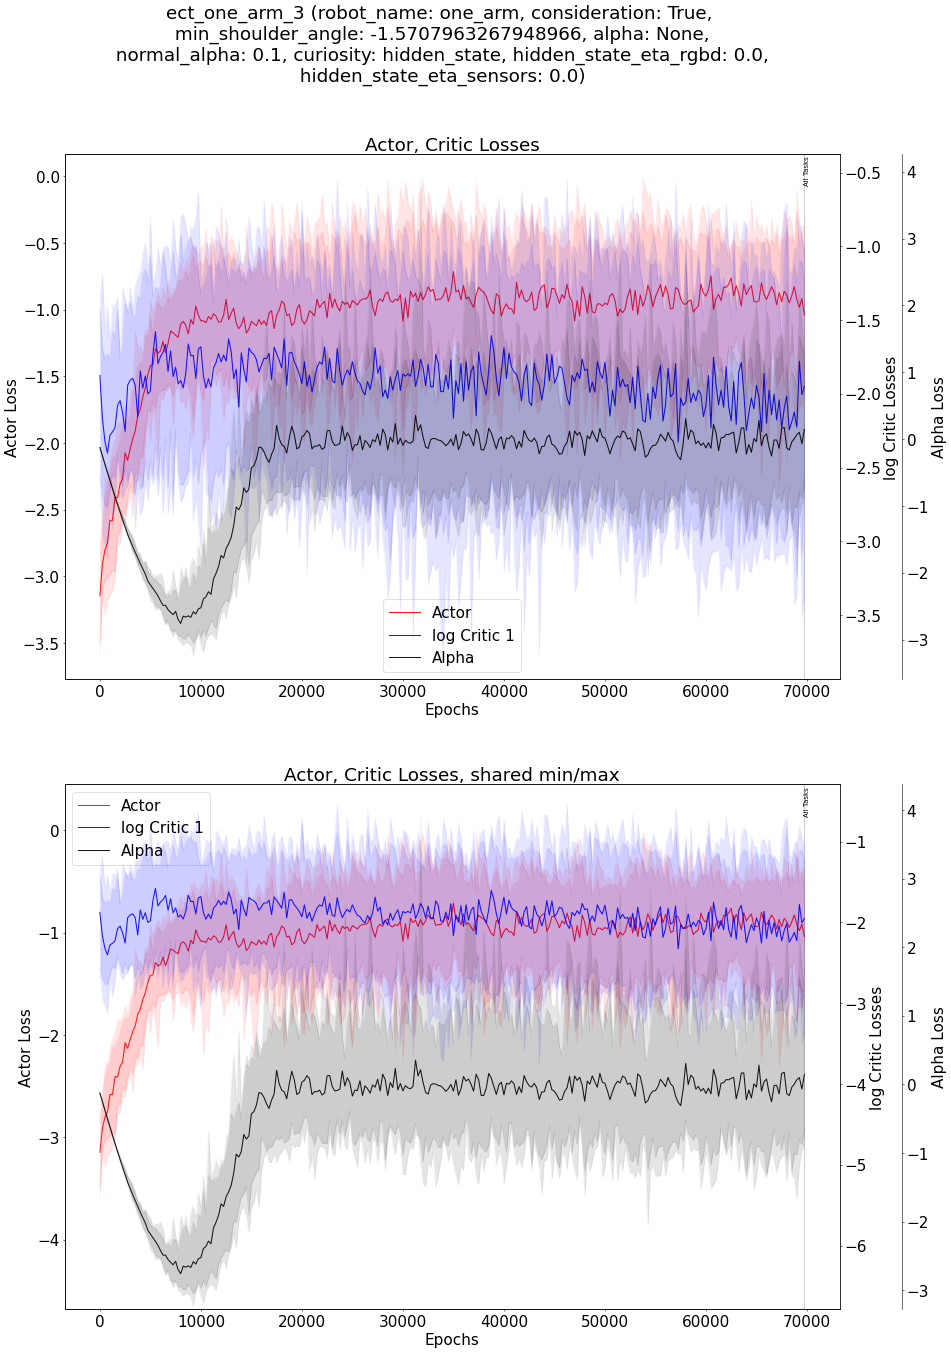 ect_one_arm_3 (robot_name: one_arm, consideration: True,
min_shoulder_angle: -1.5707963267948966, alpha: None,
normal_alpha: 0.1, curiosity: hidden_state, hidden_state_eta_rgbd: 0.0,
hidden_state_eta_sensors: 0.0)
Actor, Critic Losses
All Tasks
0.0
−0.5
−1.0
−1.5
−2.0
−2.5
−3.0
−3.5
Actor Loss
−0.5
−1.0
−1.5
−2.0
−2.5
−3.0
−3.5
log Critic Losses
4
3
2
1
0
−1
−2
−3
Alpha Loss
Actor
log Critic 1
Alpha
0 10000 20000 30000 40000 50000 60000 70000
Epochs
Actor, Critic Losses, shared min/max
All Tasks
Actor
log Critic 1
Alpha
0
−1
−2
−3
−4
Actor Loss
−1
−2
−3
−4
−5
−6
log Critic Losses
4
3
2
1
0
−1
−2
−3
Alpha Loss
0 10000 20000 30000 40000 50000 60000 70000
Epochs